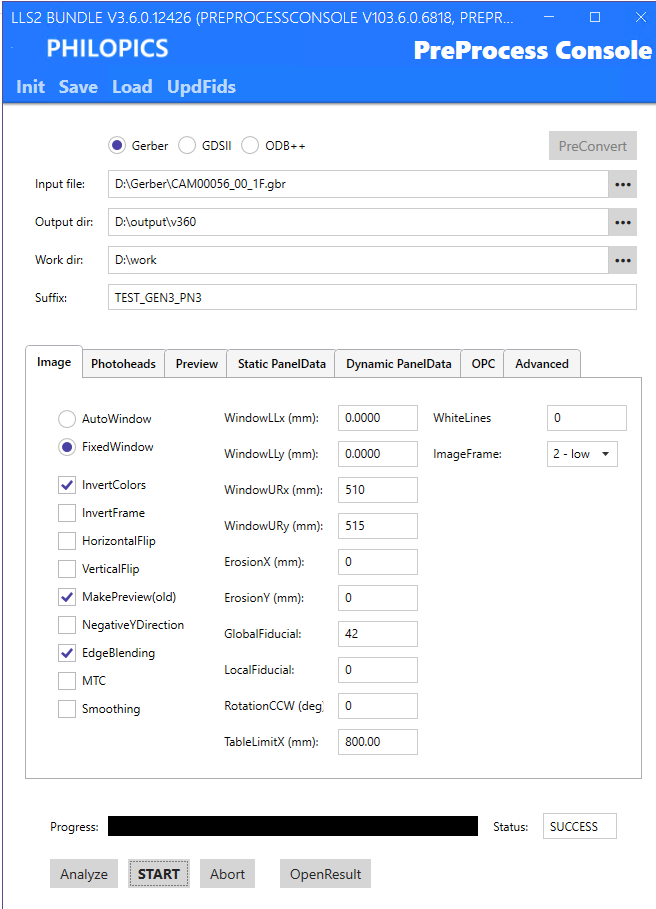 LLS2 BUNDLE V3.6.0.12426 (PREPROCESSCONSOLE V103.6.0.6818, PREPR...
PHILOPICS
PreProcess Console
Init Save Load UpdFids
Gerber GDSII ODB++ PreConvert
Input file: D:\Gerber\CAM00056_00_1F.gbr •••
Output dir: D:\output\v360 •••
Work dir: D:\work •••
Suffix: TEST_GEN3_PN3
Image Photoheads Preview Static PanelData Dynamic PanelData OPC Advanced
AutoWindow WindowLLx (mm): 0.0000 WhiteLines 0
FixedWindow WindowLLy (mm): 0.0000 ImageFrame: 2 - low
InvertColors WindowURx (mm): 510
InvertFrame WindowURy (mm): 515
HorizontalFlip ErosionX (mm): 0
VerticalFlip ErosionY (mm): 0
MakePreview(old) GlobalFiducial: 42
NegativeYDirection LocalFiducial: 0
EdgeBlending RotationCCW (deg) 0
MTC TableLimitX (mm): 800.00
Smoothing
Progress: Status: SUCCESS
Analyze START Abort OpenResult